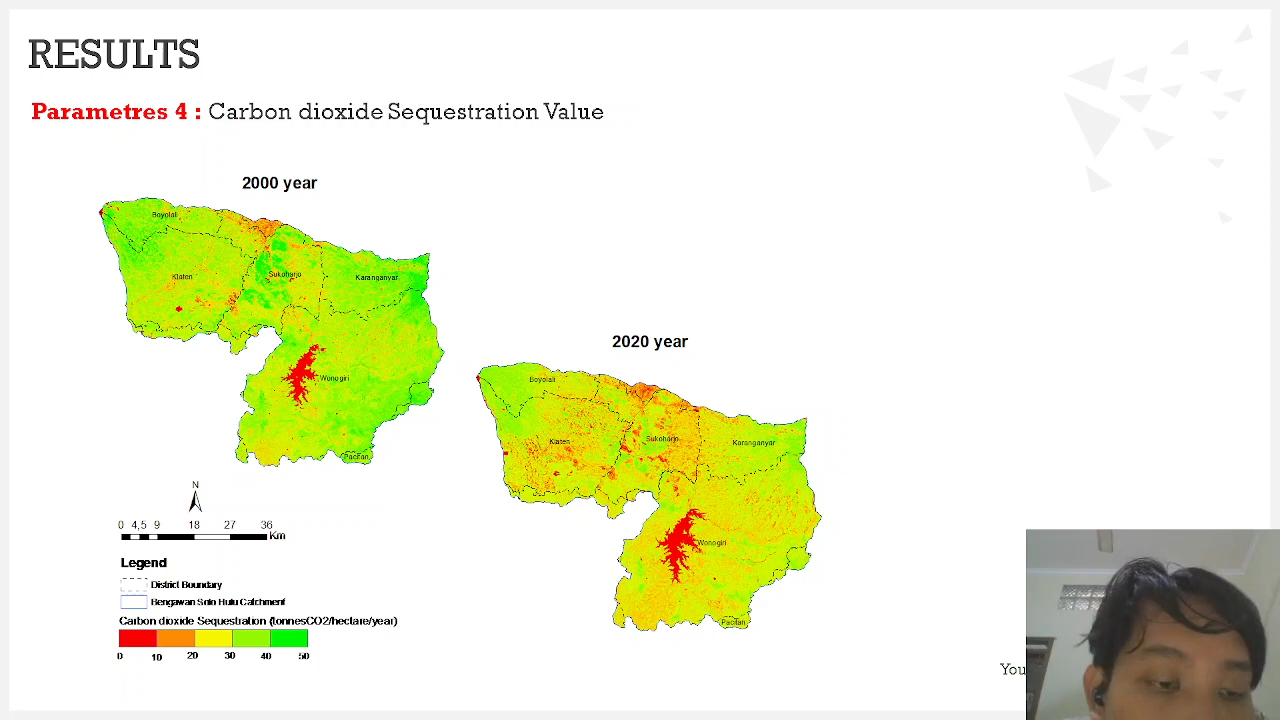 RESULTS
Parametres 4 : Carbon dioxide Sequestration Value
2000 year
Boyolali
Klaten
Sukoharjo
Karanganyar
Wonogiri
Pacitan
2020 year
Boyolali
Klaten
Sukoharjo
Karanganyar
Wonogiri
Pacitan
N
0 4,5 9 18 27 36
Km
Legend
District Boundary
Bengawan Solo Hulu Catchment
Carbon dioxide Sequestration (tonnesCO2/hectare/year)
0 10 20 30 40 50
You